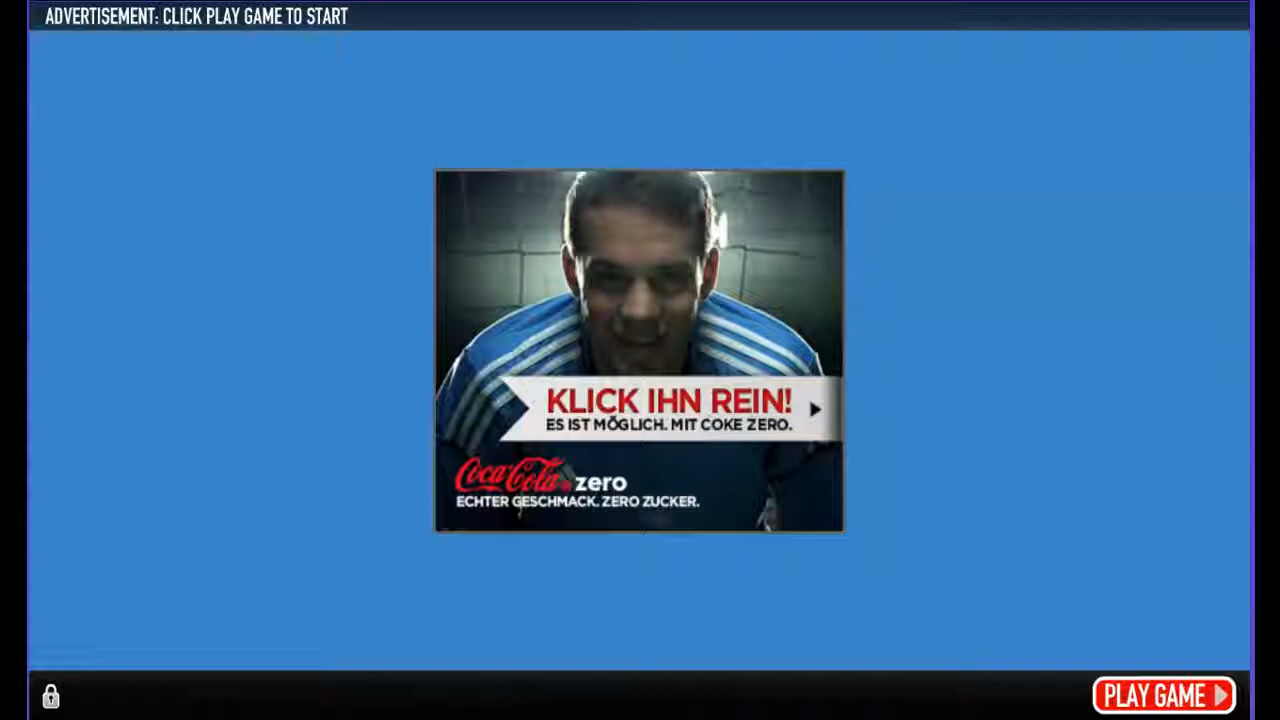 ADVERTISEMENT: CLICK PLAY GAME TO START
KLICK IHN REIN!
ES IST MÖGLICH. MIT COKE ZERO.
Coca-Cola zero
ECHTER GESCHMACK. ZERO ZUCKER.
PLAY GAME